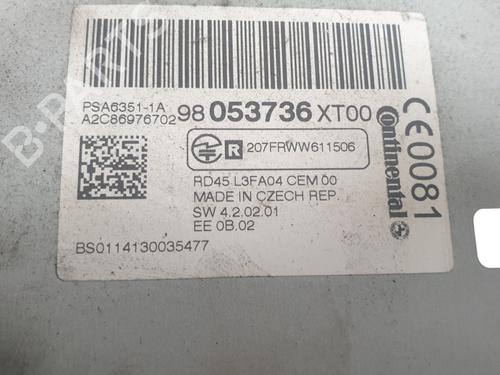 PSA6351-1A
A2C86976702
98 053736 XT00
R 207FRWW611506
RD45 L3FA04 CEM 00
MADE IN CZECH REP.
SW 4.2.02.01
EE 0B.02
BS0114130035477
Continental
CE0081
B-PARTS